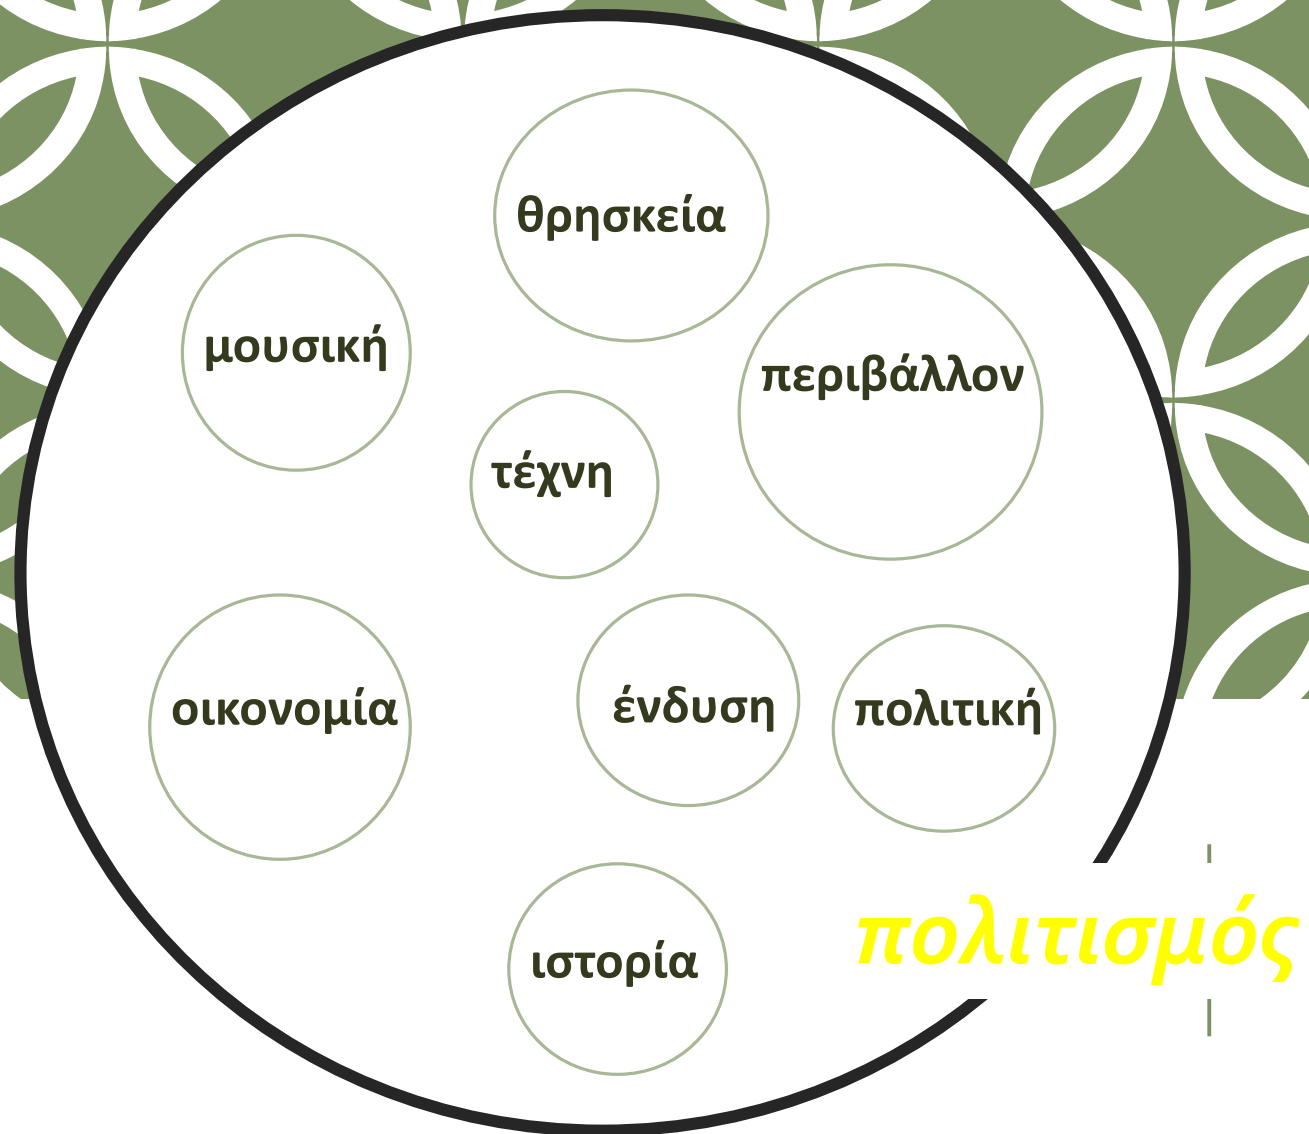 θρησκεία
μουσική
περιβάλλον
τέχνη
οικονομία
ένδυση
πολιτική
πολιτισμός
ιστορία